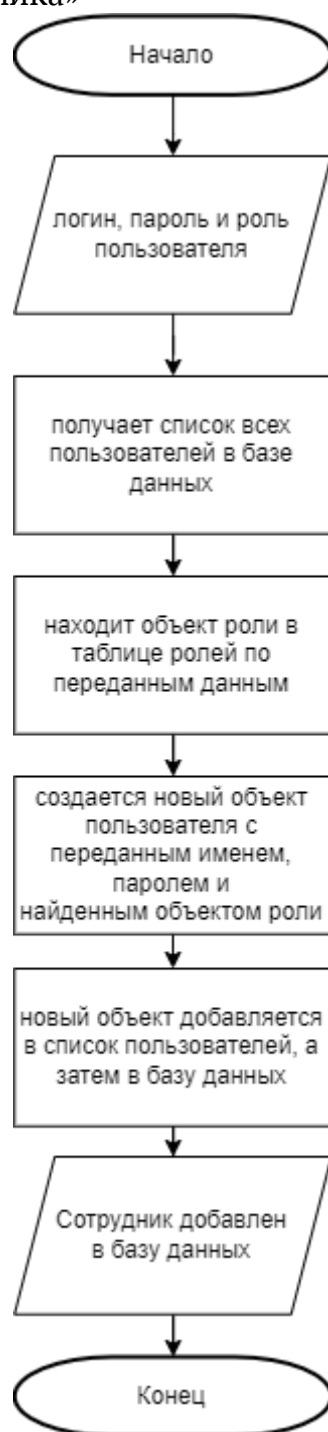 Начало
логин, пароль и роль
пользователя
получает список всех
пользователей в базе
данных
находит объект роли в
таблице ролей по
переданным данным
создается новый объект
пользователя с
переданным именем,
паролем и
найденным объектом роли
новый объект добавляется
в список пользователей, а
затем в базу данных
Сотрудник добавлен
в базу данных
Конец